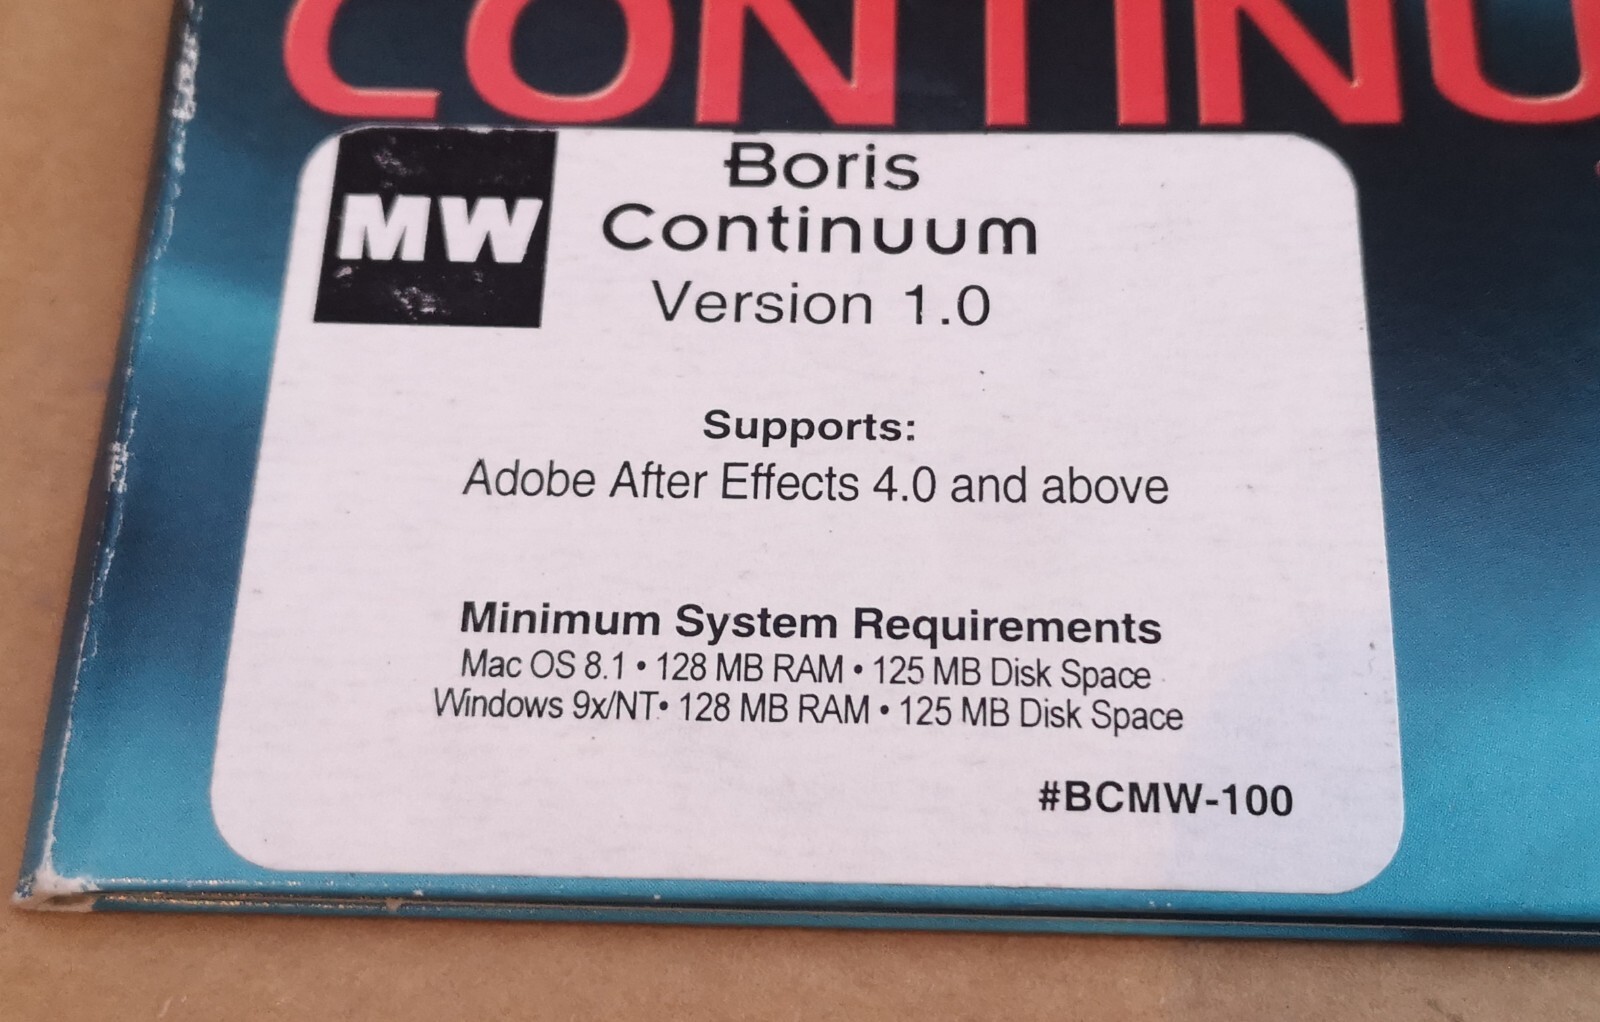 CONTINU
MW
Boris
Continuum
Version 1.0
Supports:
Adobe After Effects 4.0 and above
Minimum System Requirements
Mac OS 8.1 • 128 MB RAM • 125 MB Disk Space
Windows 9x/NT• 128 MB RAM • 125 MB Disk Space
#BCMW-100